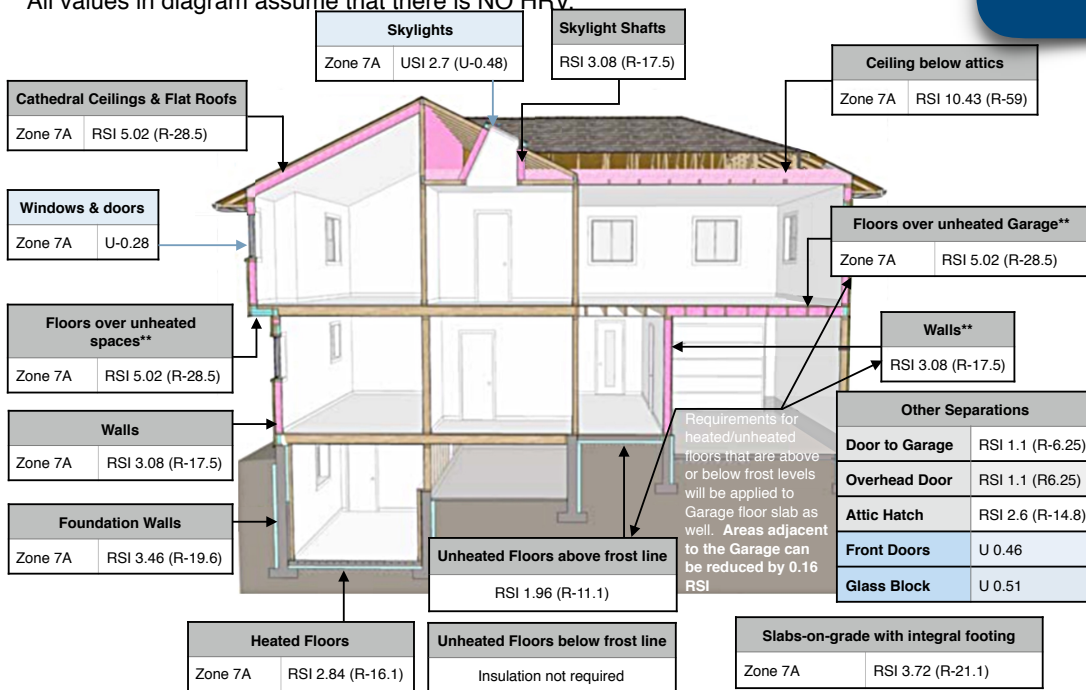 All values in diagram assume that there is NO HRV.
Skylights
Zone 7A USI 2.7 (U-0.48)
Skylight Shafts
RSI 3.08 (R-17.5)
Ceiling below attics
Zone 7A RSI 10.43 (R-59)
Cathedral Ceilings & Flat Roofs
Zone 7A RSI 5.02 (R-28.5)
Windows & doors
Zone 7A U-0.28
Floors over unheated Garage**
Zone 7A RSI 5.02 (R-28.5)
Floors over unheated
spaces**
Zone 7A RSI 5.02 (R-28.5)
Walls**
RSI 3.08 (R-17.5)
Walls
Zone 7A RSI 3.08 (R-17.5)
Requirements for
heated/unheated
floors that are above
or below frost levels
will be applied to
Garage floor slab as
well. Areas adjacent
to the Garage can
be reduced by 0.16
RSI
Other Separations
Door to Garage RSI 1.1 (R-6.25)
Overhead Door RSI 1.1 (R6.25)
Attic Hatch RSI 2.6 (R-14.8)
Front Doors U 0.46
Glass Block U 0.51
Foundation Walls
Zone 7A RSI 3.46 (R-19.6)
Unheated Floors above frost line
RSI 1.96 (R-11.1)
Heated Floors
Zone 7A RSI 2.84 (R-16.1)
Unheated Floors below frost line
Insulation not required
Slabs-on-grade with integral footing
Zone 7A RSI 3.72 (R-21.1)